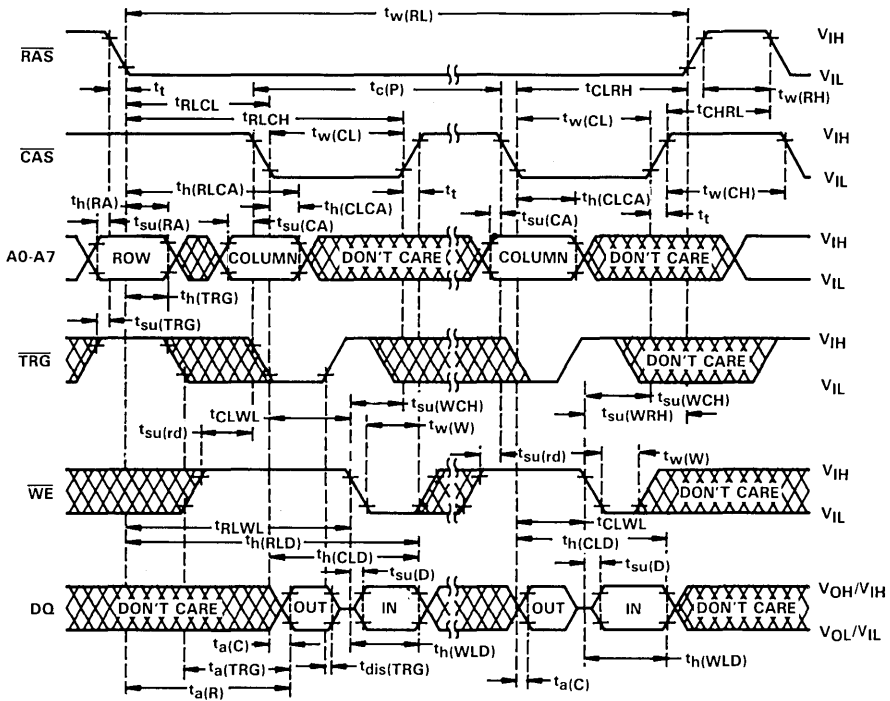 tw(RL)
RAS
VIH
VIL
tt
tc(P)
tCLRH
tw(RH)
tRLCL
tRLCH
tCHRL
tw(CL)
tw(CL)
CAS
VIH
VIL
th(RLCA)
tt
th(RA)
th(CLCA)
th(CLCA)
tw(CH)
tsu(RA)
tsu(CA)
tsu(CA)
tt
A0-A7
ROW
COLUMN
DON'T CARE
COLUMN
DON'T CARE
VIH
VIL
th(TRG)
tsu(TRG)
TRG
DON'T CARE
VIH
VIL
tsu(WCH)
tsu(WCH)
tCLWL
tsu(WRH)
tw(W)
tsu(rd)
tsu(rd)
tw(W)
WE
DON'T CARE
VIH
VIL
tRLWL
tCLWL
th(RLD)
th(CLD)
th(CLD)
tsu(D)
tsu(D)
DQ
DON'T CARE
OUT
IN
OUT
IN
DON'T CARE
VOH/VIH
VOL/VIL
ta(C)
th(WLD)
th(WLD)
ta(TRG)
tdis(TRG)
ta(C)
ta(R)